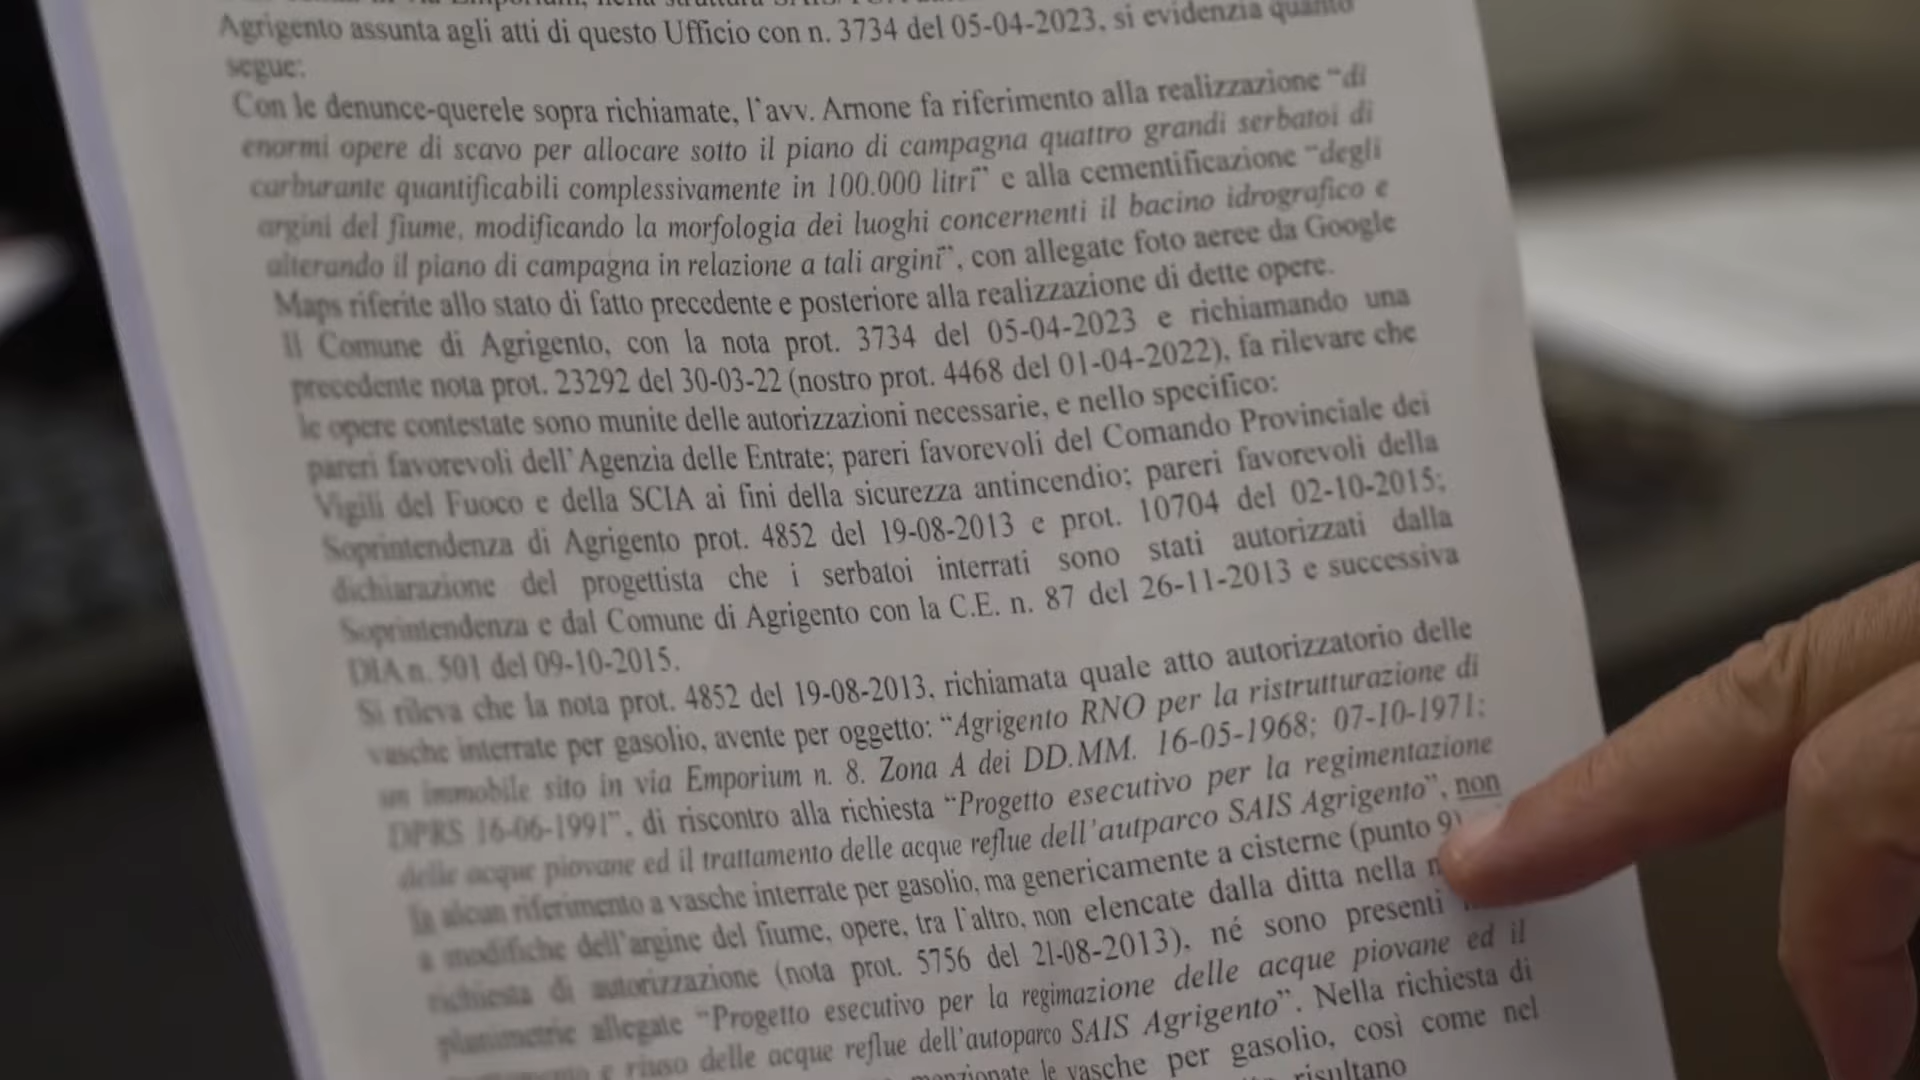 Agrigento assunta agli atti di questo Ufficio con n. 3734 del 05-04-2023, si evidenzia quanto
segue:
Con le denunce-querele sopra richiamate, l'avv. Arnone fa riferimento alla realizzazione “di
enormi opere di scavo per allocare sotto il piano di campagna quattro grandi serbatoi di
carburante quantificabili complessivamente in 100.000 litri” e alla cementificazione “degli
argini del fiume, modificando la morfologia dei luoghi concernenti il bacino idrografico e
alterando il piano di campagna in relazione a tali argini”, con allegate foto aeree da Google
Maps riferite allo stato di fatto precedente e posteriore alla realizzazione di dette opere.
Il Comune di Agrigento, con la nota prot. 3734 del 05-04-2023 e richiamando una
precedente nota prot. 23292 del 30-03-22 (nostro prot. 4468 del 01-04-2022), fa rilevare che
le opere contestate sono munite delle autorizzazioni necessarie, e nello specifico:
pareri favorevoli dell'Agenzia delle Entrate; pareri favorevoli del Comando Provinciale dei
Vigili del Fuoco e della SCIA ai fini della sicurezza antincendio; pareri favorevoli della
Soprintendenza di Agrigento prot. 4852 del 19-08-2013 e prot. 10704 del 02-10-2015;
dichiarazione del progettista che i serbatoi interrati sono stati autorizzati dalla
Soprintendenza e dal Comune di Agrigento con la C.E. n. 87 del 26-11-2013 e successiva
DIA n. 501 del 09-10-2015.
Si rileva che la nota prot. 4852 del 19-08-2013, richiamata quale atto autorizzatorio delle
vasche interrate per gasolio, avente per oggetto: “Agrigento RNO per la ristrutturazione di
un immobile sito in via Emporium n. 8. Zona A dei DD.MM. 16-05-1968; 07-10-1971;
DPRS 16-06-1991”, di riscontro alla richiesta “Progetto esecutivo per la regimentazione
delle acque piovane ed il trattamento delle acque reflue dell'autparco SAIS Agrigento”, non
fa alcun riferimento a vasche interrate per gasolio, ma genericamente a cisterne (punto 9)
a modifiche dell'argine del fiume, opere, tra l'altro, non elencate dalla ditta nella
richiesta di autorizzazione (nota prot. 5756 del 21-08-2013), né sono presenti
planimetrie allegate “Progetto esecutivo per la regimazione delle acque piovane ed il
e riuso delle acque reflue dell'autoparco SAIS Agrigento”. Nella richiesta di
menzionate le vasche per gasolio, così come nel
risultano